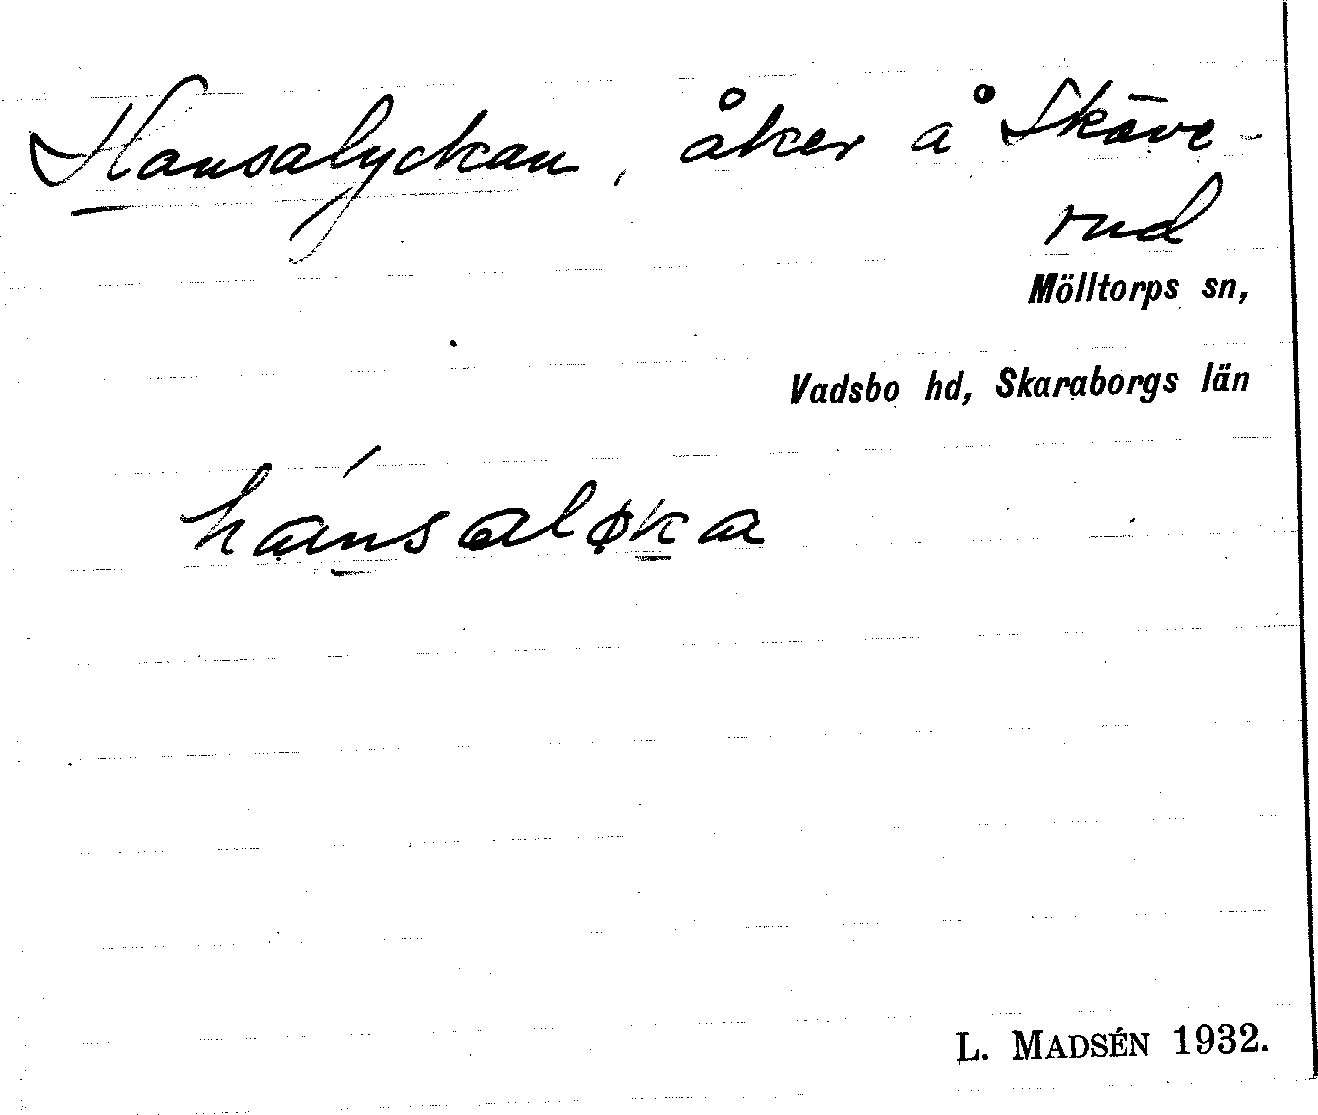 Hansalyckan, åker å Skäve-
rud
Mölltorps sn,
Vadsbo hd, Skaraborgs län
hánsaløka
L. MADSÉN 1932.